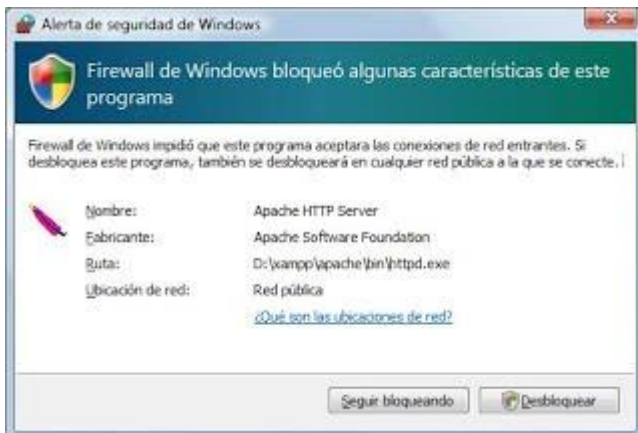 Alerta de seguridad de Windows
Firewall de Windows bloqueó algunas características de este
programa
Firewall de Windows impidió que este programa aceptara las conexiones de red entrantes. Si
desbloquea este programa, también se desbloqueará en cualquier red pública a la que se conecte.
Nombre: Apache HTTP Server
Fabricante: Apache Software Foundation
Ruta: D:\xampp\apache\bin\httpd.exe
Ubicación de red: Red pública
¿Qué son las ubicaciones de red?
Seguir bloqueando Desbloquear